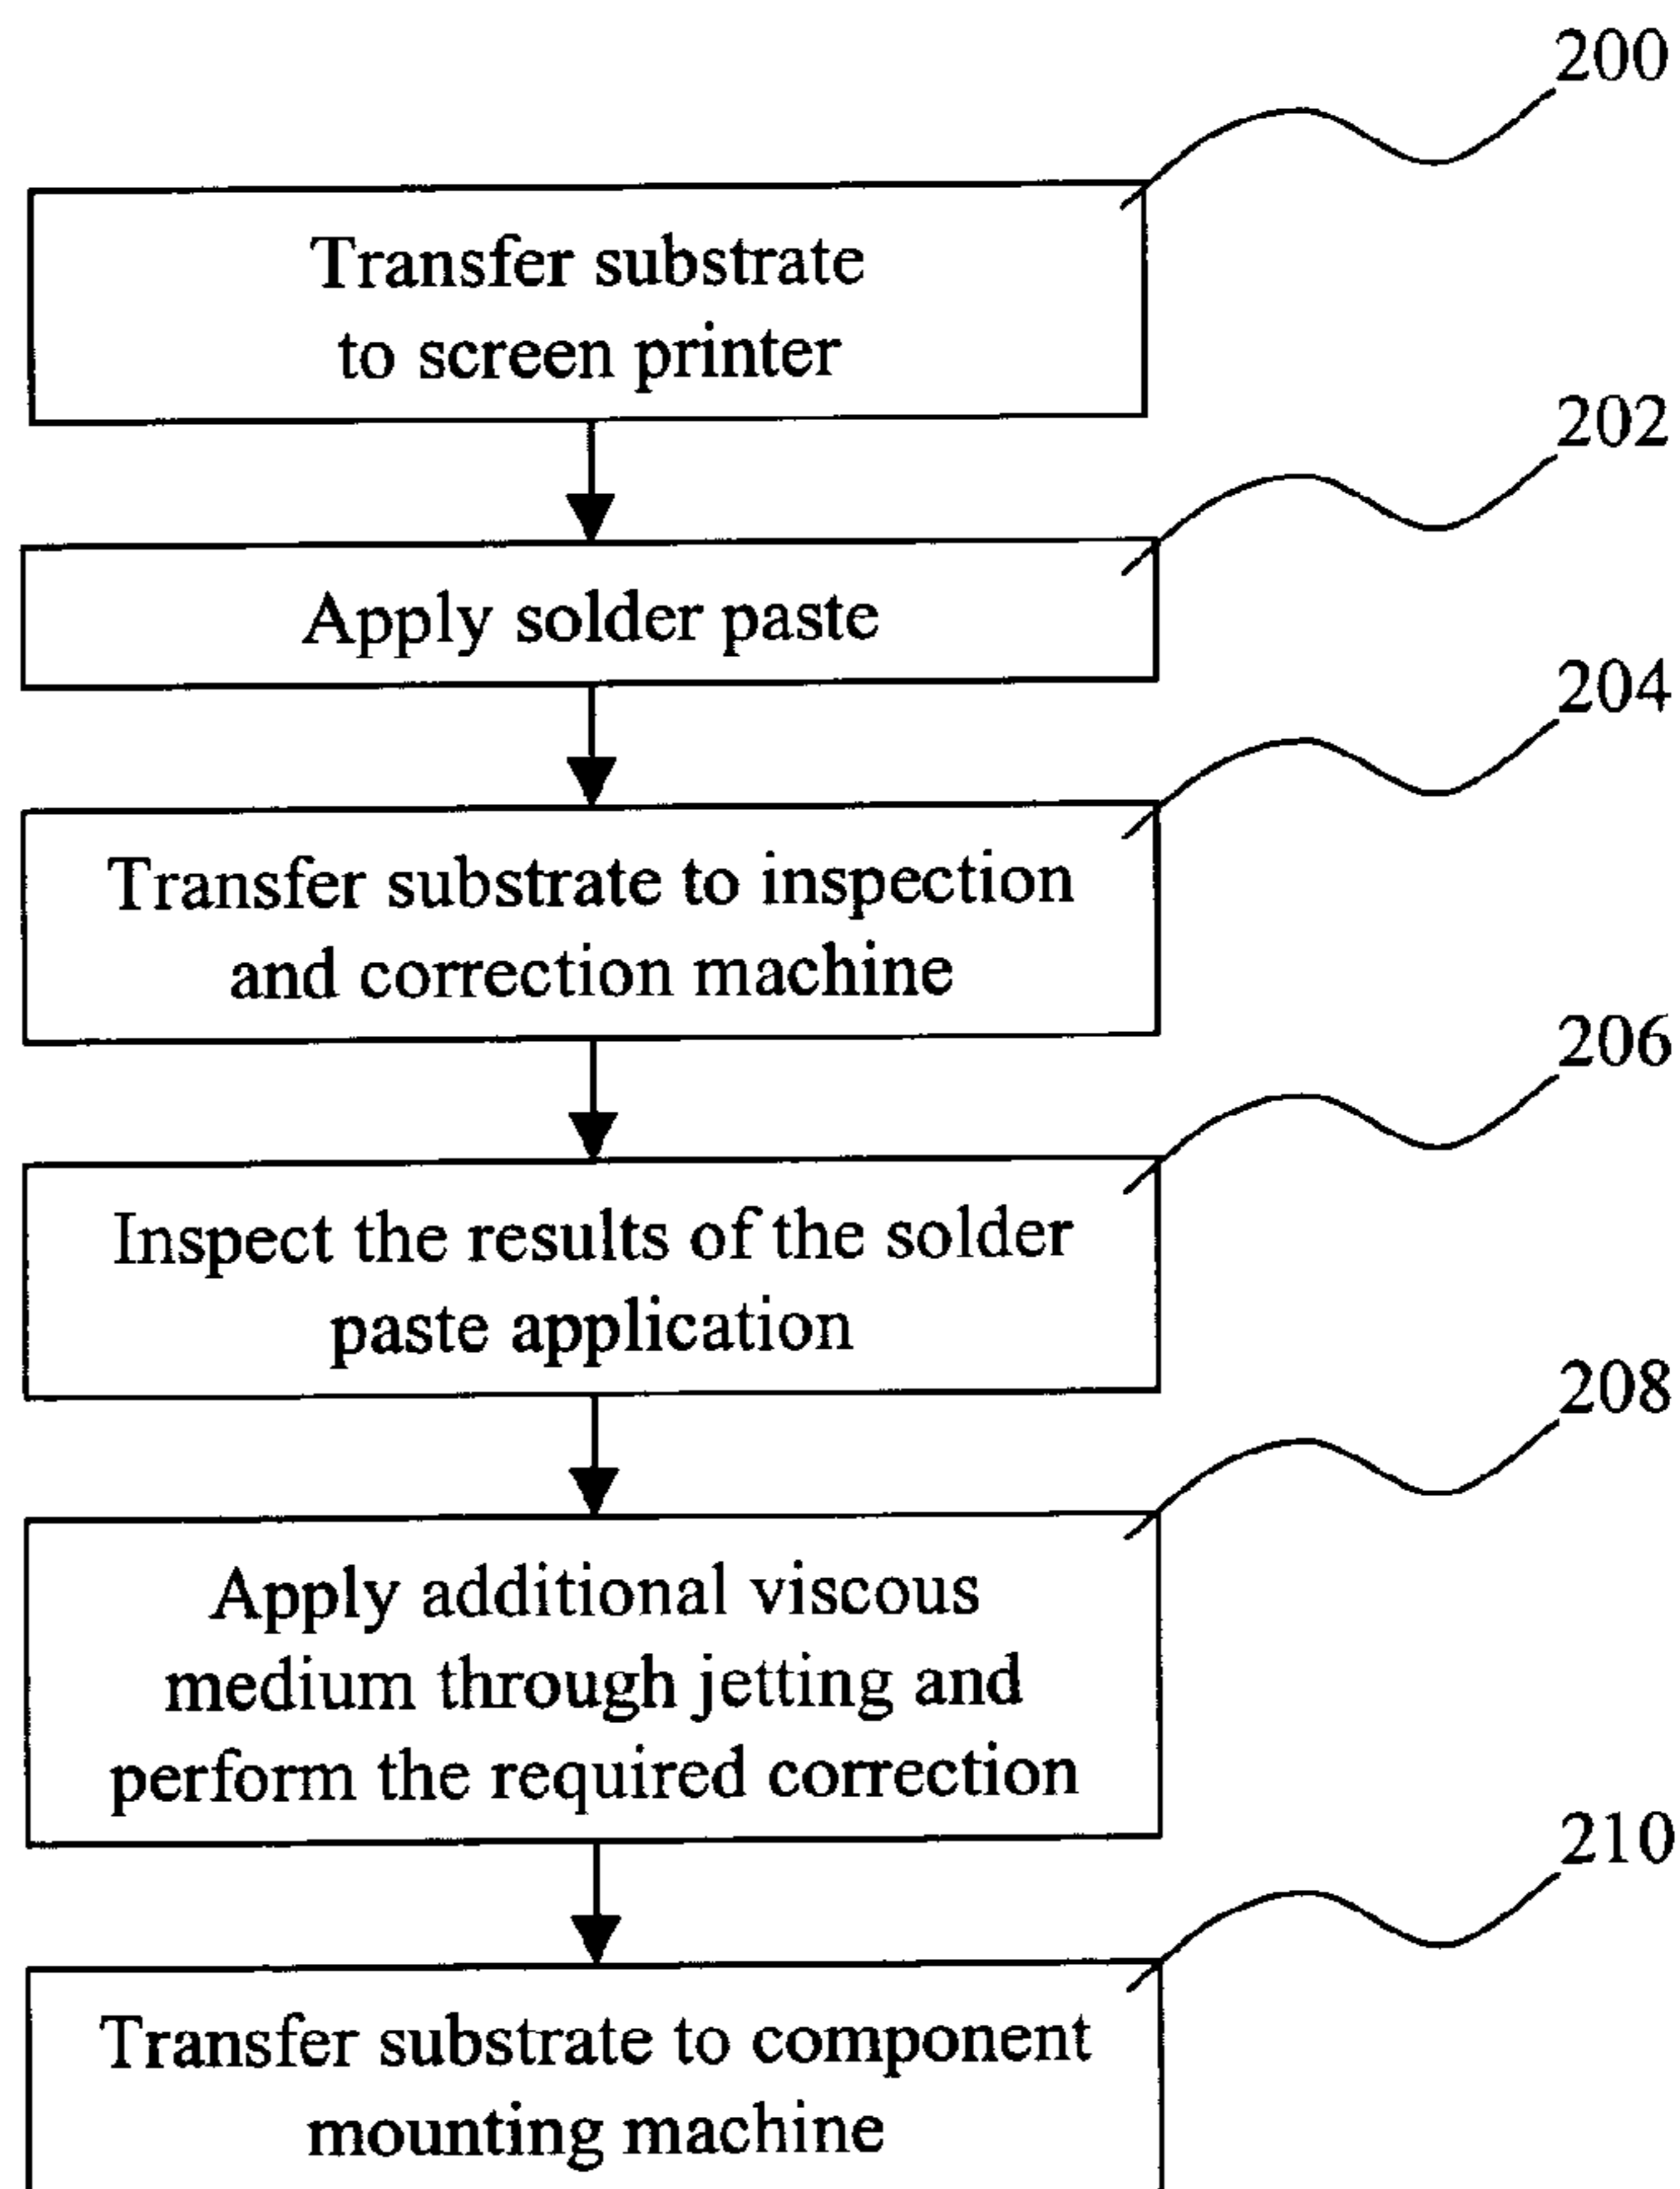 200
Transfer substrate
to screen printer
202
Apply solder paste
204
Transfer substrate to inspection
and correction machine
206
Inspect the results of the solder
paste application
208
Apply additional viscous
medium through jetting and
perform the required correction
210
Transfer substrate to component
mounting machine